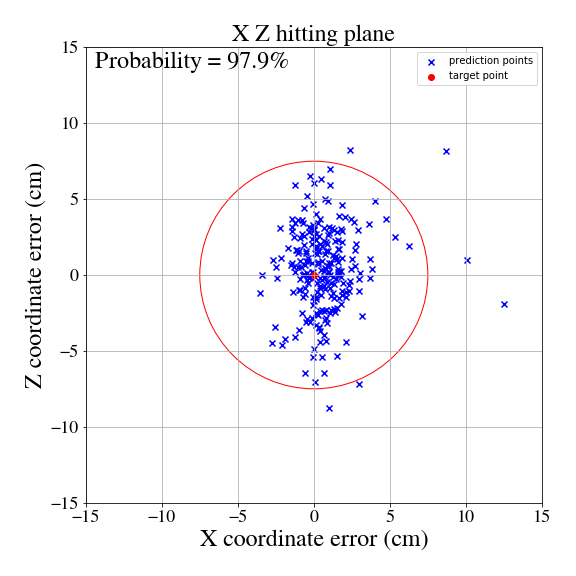 X Z hitting plane
Probability = 97.9%
prediction points
target point
Z coordinate error (cm)
15
10
5
0
−5
−10
−15
−15 −10 −5 0 5 10 15
X coordinate error (cm)